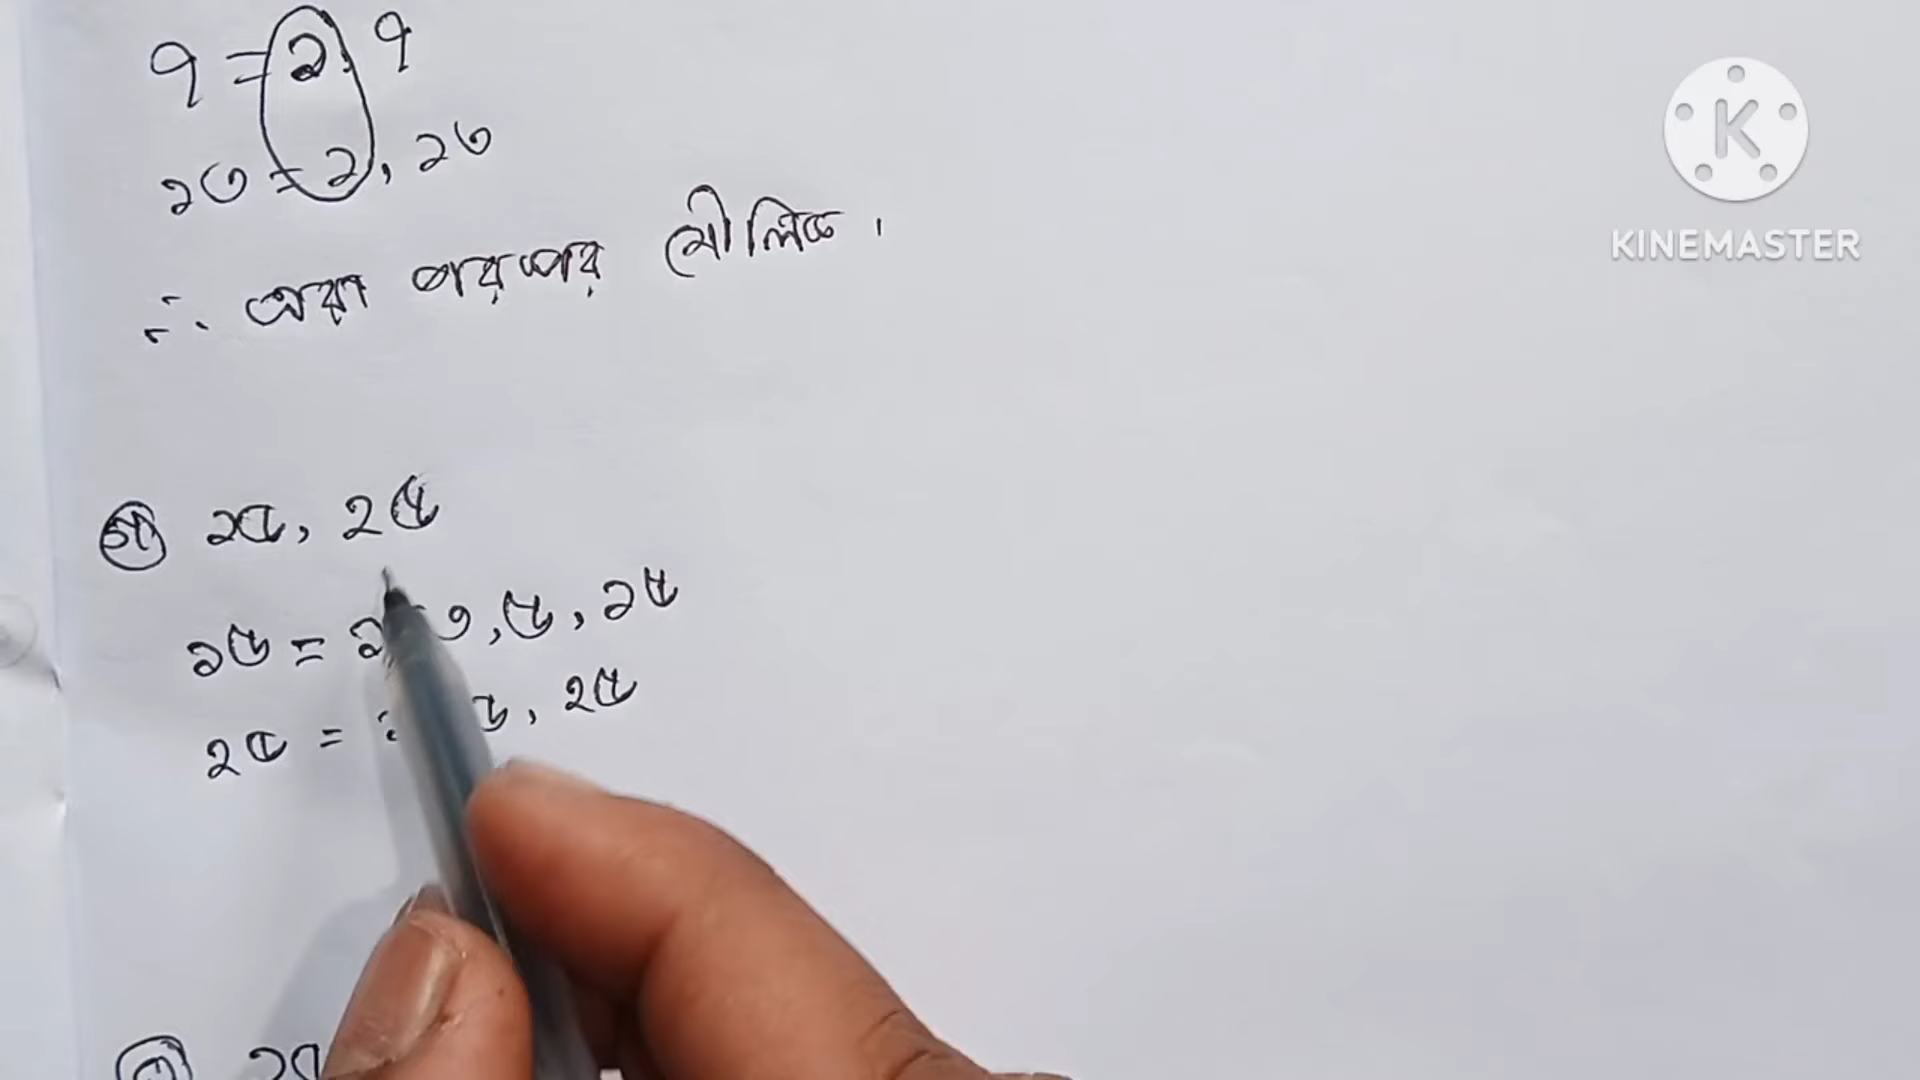 ৭ = ১, ৭
১৩ = ১, ১৩
∴ এরা পরস্পর মৌলিক।
KINEMASTER
১৫, ২৫
১৫ = ১, ৩, ৫, ১৫
২৫ = ১, ৫, ২৫